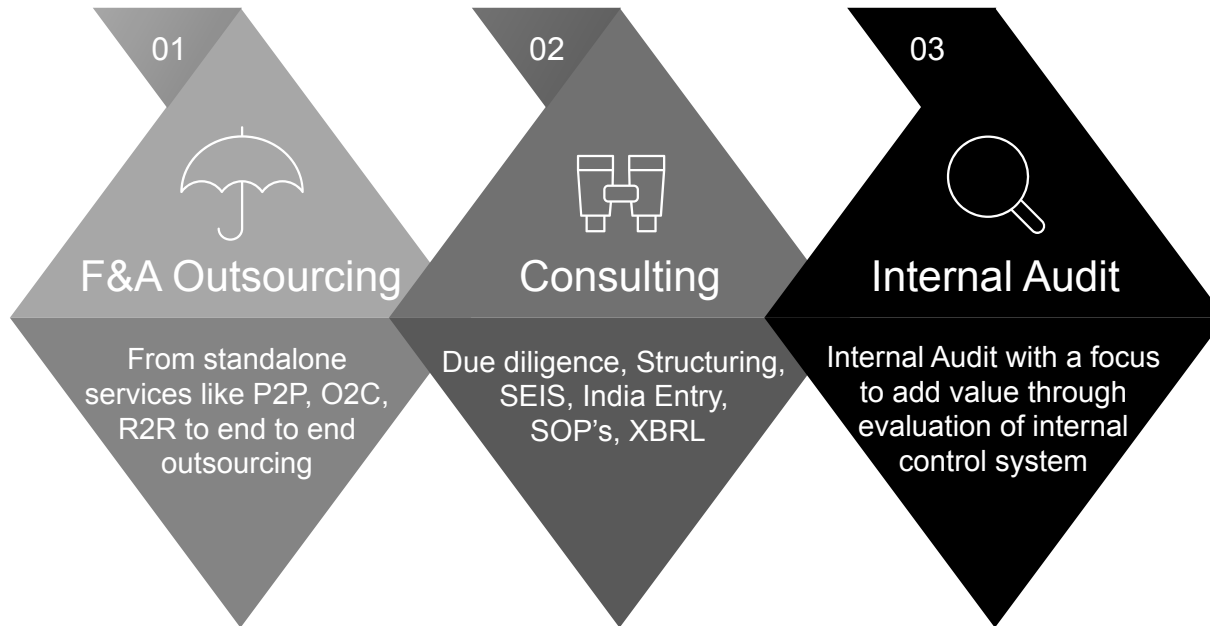 01
F&A Outsourcing
From standalone
services like P2P, O2C,
R2R to end to end
outsourcing
02
Consulting
Due diligence, Structuring,
SEIS, India Entry,
SOP’s, XBRL
03
Internal Audit
Internal Audit with a focus
to add value through
evaluation of internal
control system